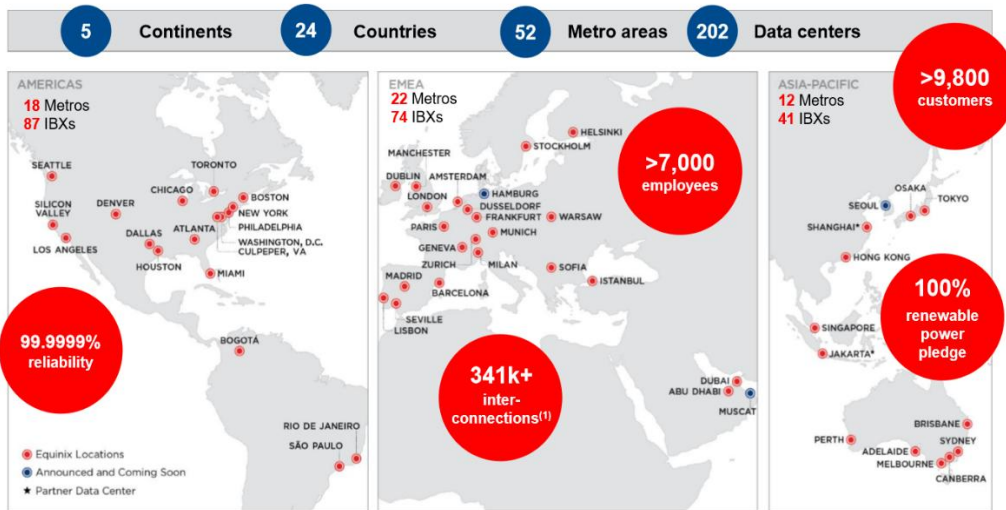 5 Continents 24 Countries 52 Metro areas 202 Data centers
AMERICAS
18 Metros
87 IBXs
SEATTLE
TORONTO
CHICAGO
BOSTON
SILICON
VALLEY
DENVER
NEW YORK
PHILADELPHIA
DALLAS
ATLANTA
WASHINGTON, D.C.
CULPEPER, VA
LOS ANGELES
HOUSTON
MIAMI
99.9999%
reliability
BOGOTÁ
RIO DE JANEIRO
SÃO PAULO
Equinix Locations
Announced and Coming Soon
★ Partner Data Center
EMEA
22 Metros
74 IBXs
HELSINKI
STOCKHOLM
MANCHESTER
DUBLIN
AMSTERDAM
HAMBURG
LONDON
DUSSELDORF
FRANKFURT
WARSAW
PARIS
MUNICH
GENEVA
ZURICH
MILAN
SOFIA
MADRID
ISTANBUL
BARCELONA
SEVILLE
LISBON
>7,000
employees
341k+
inter-
connections(1)
DUBAI
ABU DHABI
MUSCAT
ASIA-PACIFIC
12 Metros
41 IBXs
>9,800
customers
OSAKA
TOKYO
SEOUL
SHANGHAI★
HONG KONG
100%
renewable
power
pledge
SINGAPORE
JAKARTA★
BRISBANE
PERTH
SYDNEY
ADELAIDE
MELBOURNE
CANBERRA